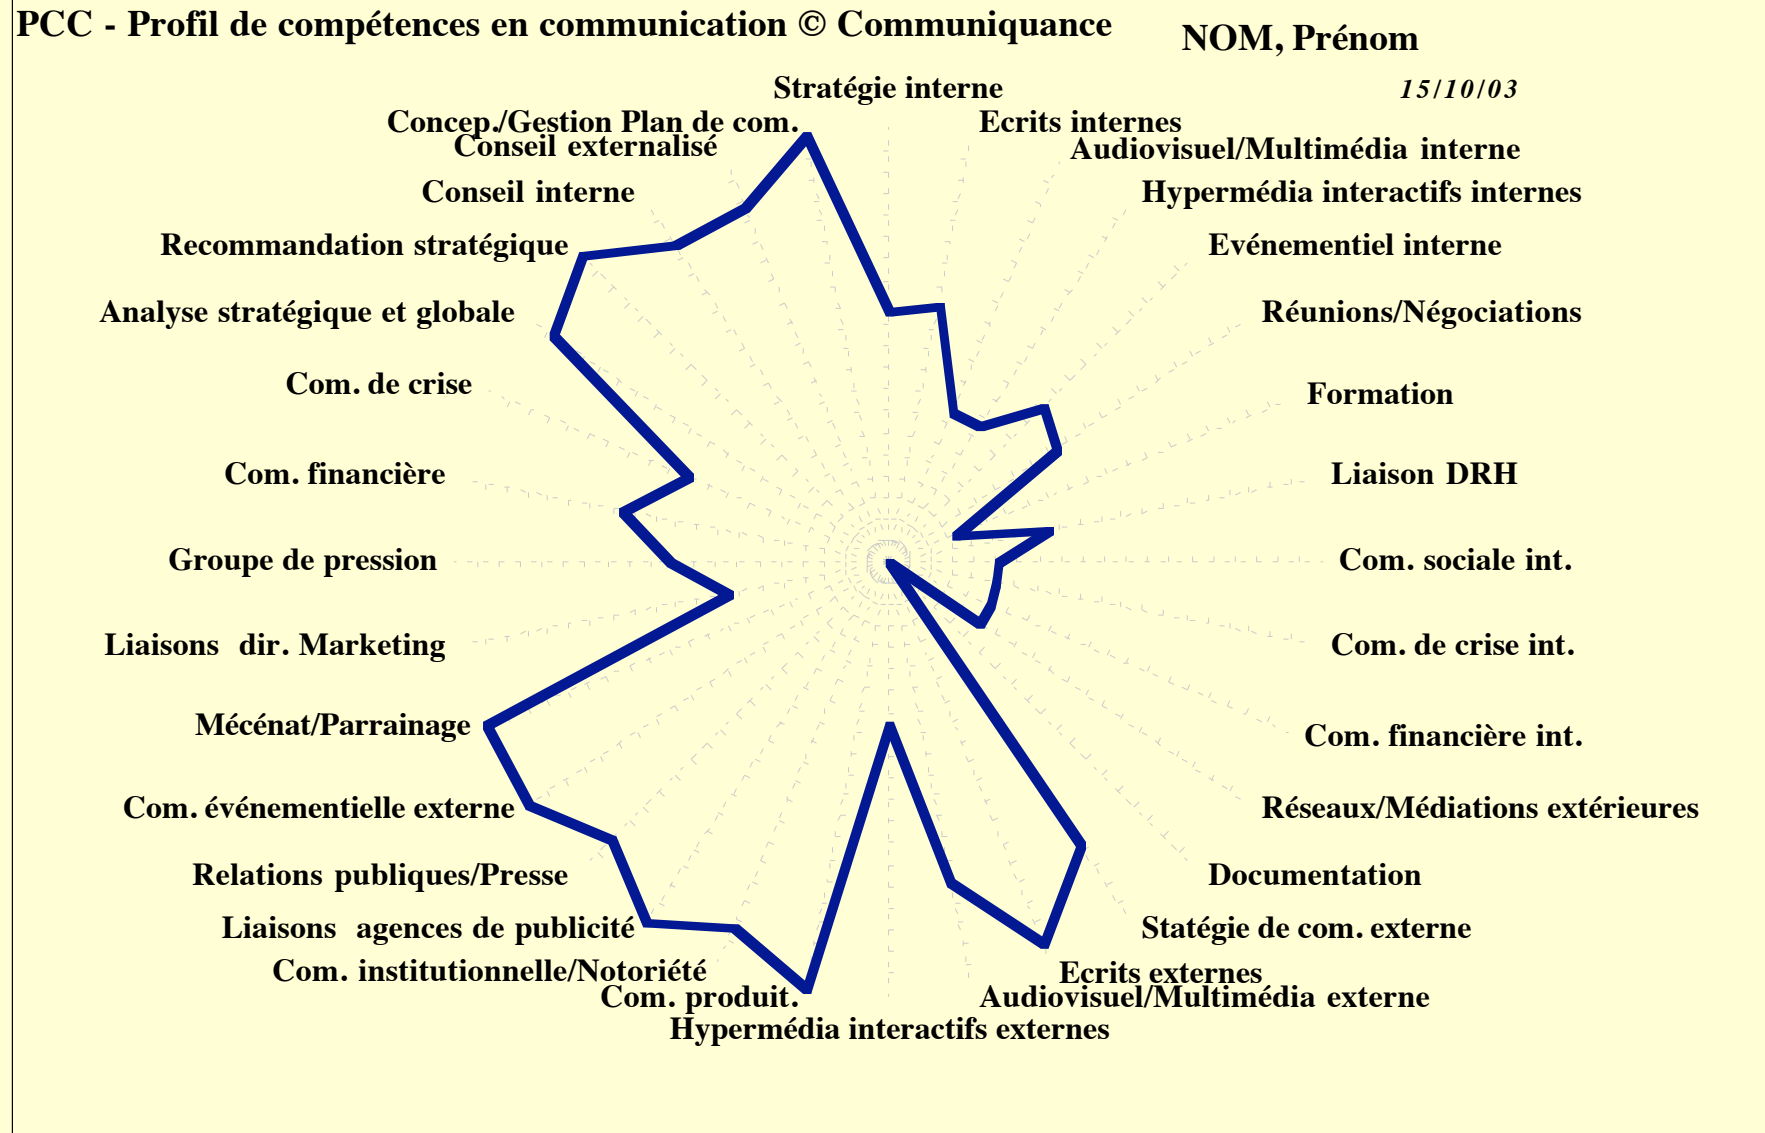 PCC - Profil de compétences en communication © Communiquance
NOM, Prénom
15/10/03
Stratégie interne
Ecrits internes
Audiovisuel/Multimédia interne
Hypermédia interactifs internes
Evénementiel interne
Réunions/Négociations
Formation
Liaison DRH
Com. sociale int.
Com. de crise int.
Com. financière int.
Réseaux/Médiations extérieures
Documentation
Statégie de com. externe
Ecrits externes
Audiovisuel/Multimédia externe
Hypermédia interactifs externes
Com. produit.
Com. institutionnelle/Notoriété
Liaisons agences de publicité
Relations publiques/Presse
Com. événementielle externe
Mécénat/Parrainage
Liaisons dir. Marketing
Groupe de pression
Com. financière
Com. de crise
Analyse stratégique et globale
Recommandation stratégique
Conseil interne
Conseil externalisé
Concep./Gestion Plan de com.